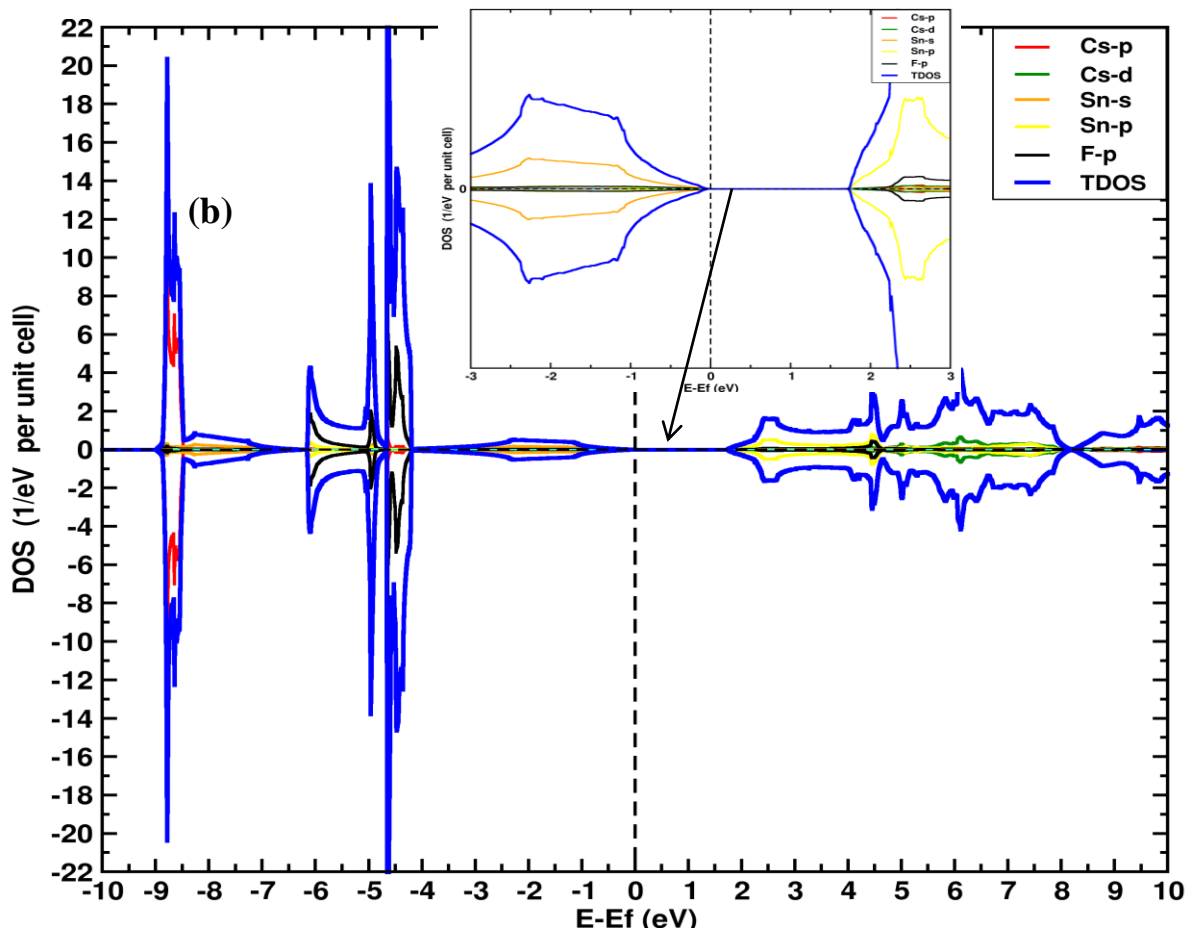 (b)
DOS (1/eV per unit cell)
22
20
18
16
14
12
10
8
6
4
2
0
-2
-4
-6
-8
-10
-12
-14
-16
-18
-20
-22
-10 -9 -8 -7 -6 -5 -4 -3 -2 -1 0 1 2 3 4 5 6 7 8 9 10
E-Ef (eV)
Cs-p
Cs-d
Sn-s
Sn-p
F-p
TDOS
DOS (1/eV per unit cell)
0
-3 -2 -1 0 1 2 3
E-Ef (eV)
Cs-p
Cs-d
Sn-s
Sn-p
F-p
TDOS